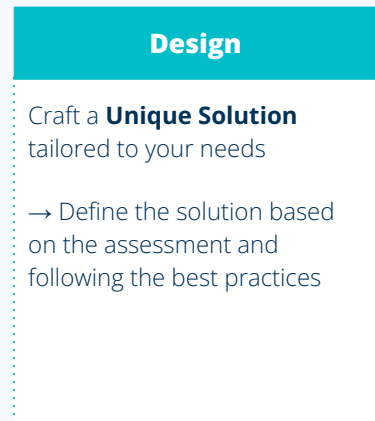 Design
Craft a Unique Solution
tailored to your needs
→ Define the solution based
on the assessment and
following the best practices